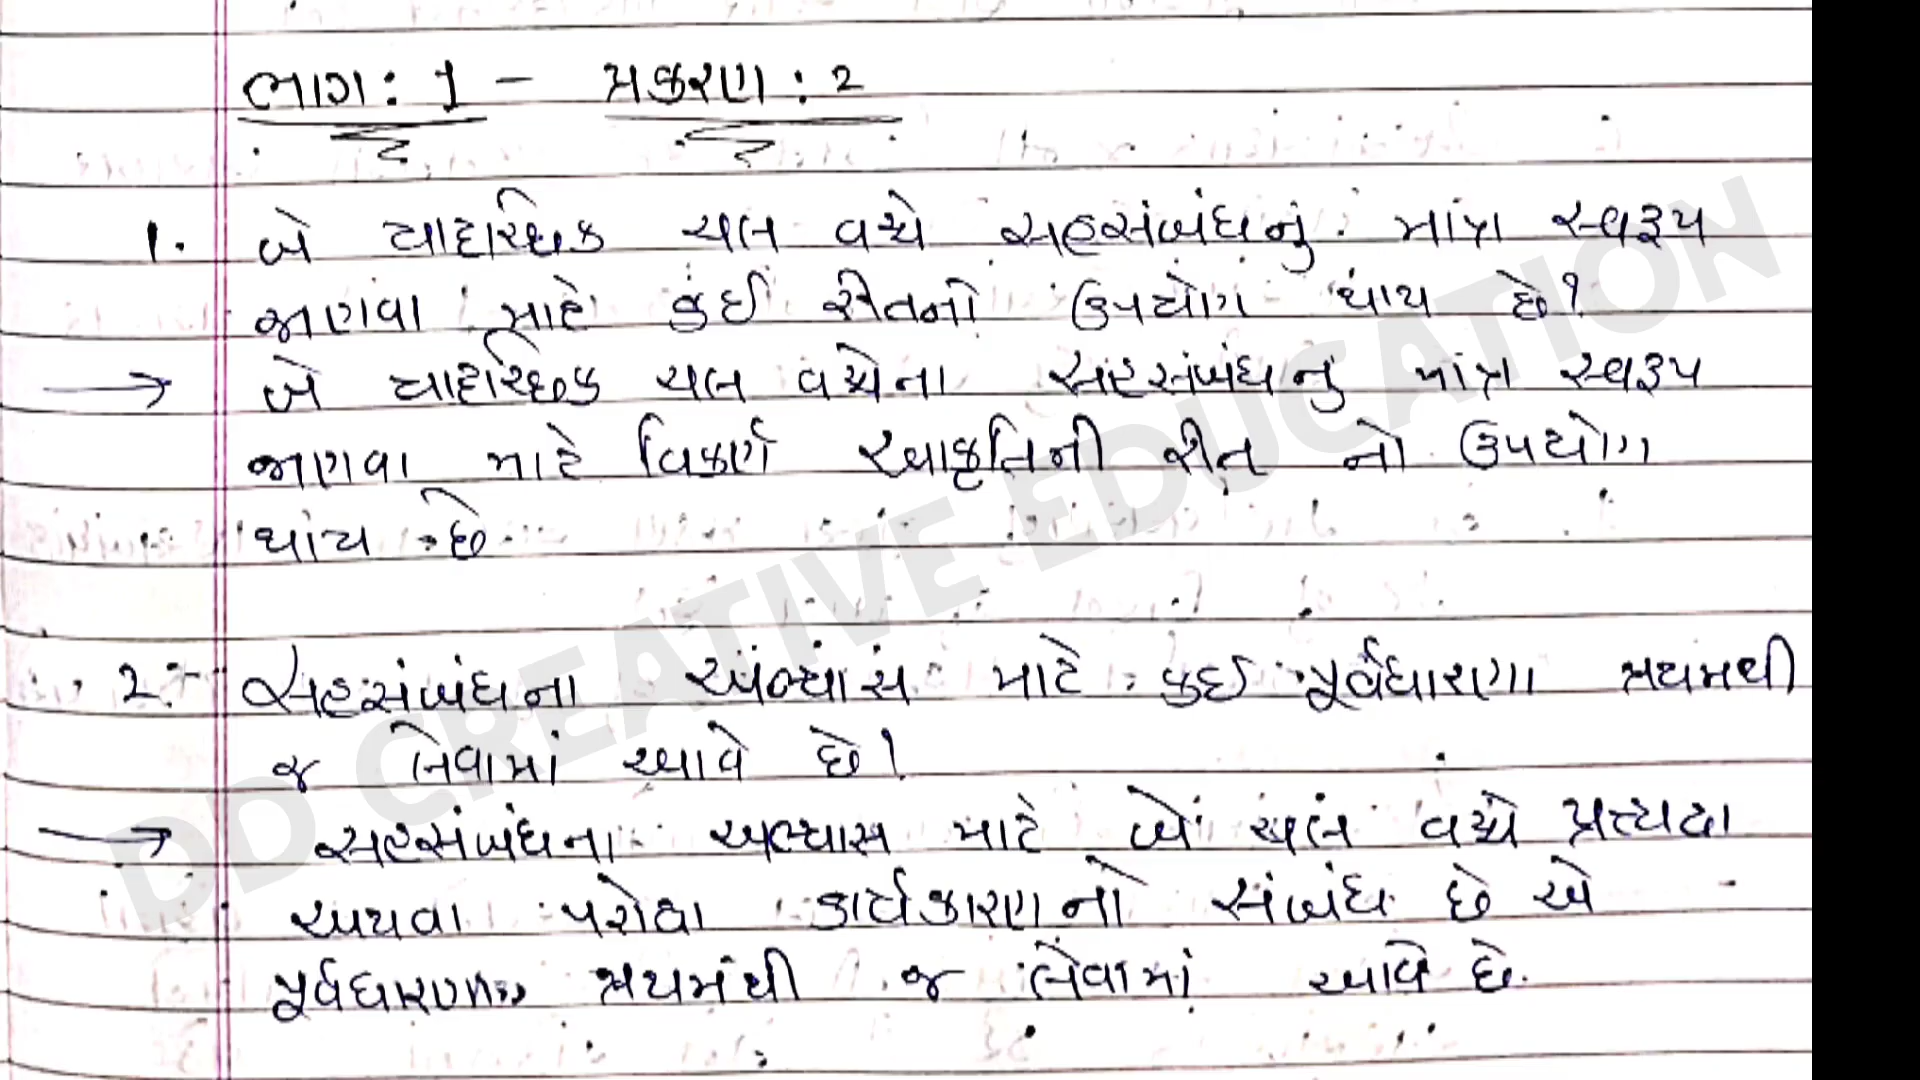 ભાગ : 1 - પ્રકરણ : 2
1. બે યાદચ્છિક ચલ વચ્ચે સહસંબંધનું માત્ર સ્વરૂપ
જાણવા માટે કઈ રીતનો ઉપયોગ થાય છે?
→ બે યાદચ્છિક ચલ વચ્ચેના સહસંબંધનું માત્ર સ્વરૂપ
જાણવા માટે વિકર્ણ આકૃતિની રીત નો ઉપયોગ
થાય છે
2. સહસંબંધના અભ્યાસ માટે કઈ પૂર્વધારણા પ્રથમથી
જ લેવામાં આવે છે?
→ સહસંબંધના અભ્યાસ માટે બે ચલ વચ્ચે પ્રત્યક્ષ
અથવા પરોક્ષ કાર્યકારણનો સંબંધ છે એ
પૂર્વધારણા પ્રથમથી જ લેવામાં આવે છે.
DD CREATIVE EDUCATION